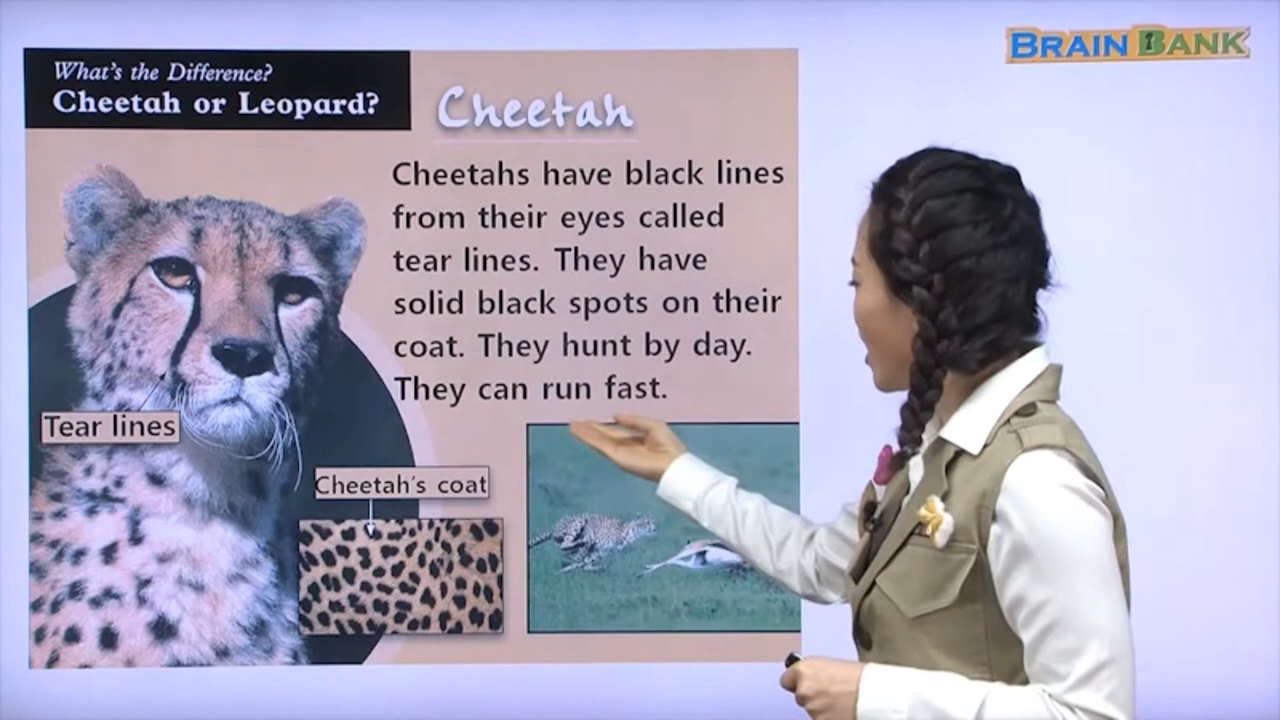 BRAIN BANK
What's the Difference?
Cheetah or Leopard?
Cheetah
Cheetahs have black lines
from their eyes called
tear lines. They have
solid black spots on their
coat. They hunt by day.
They can run fast.
Tear lines
Cheetah's coat